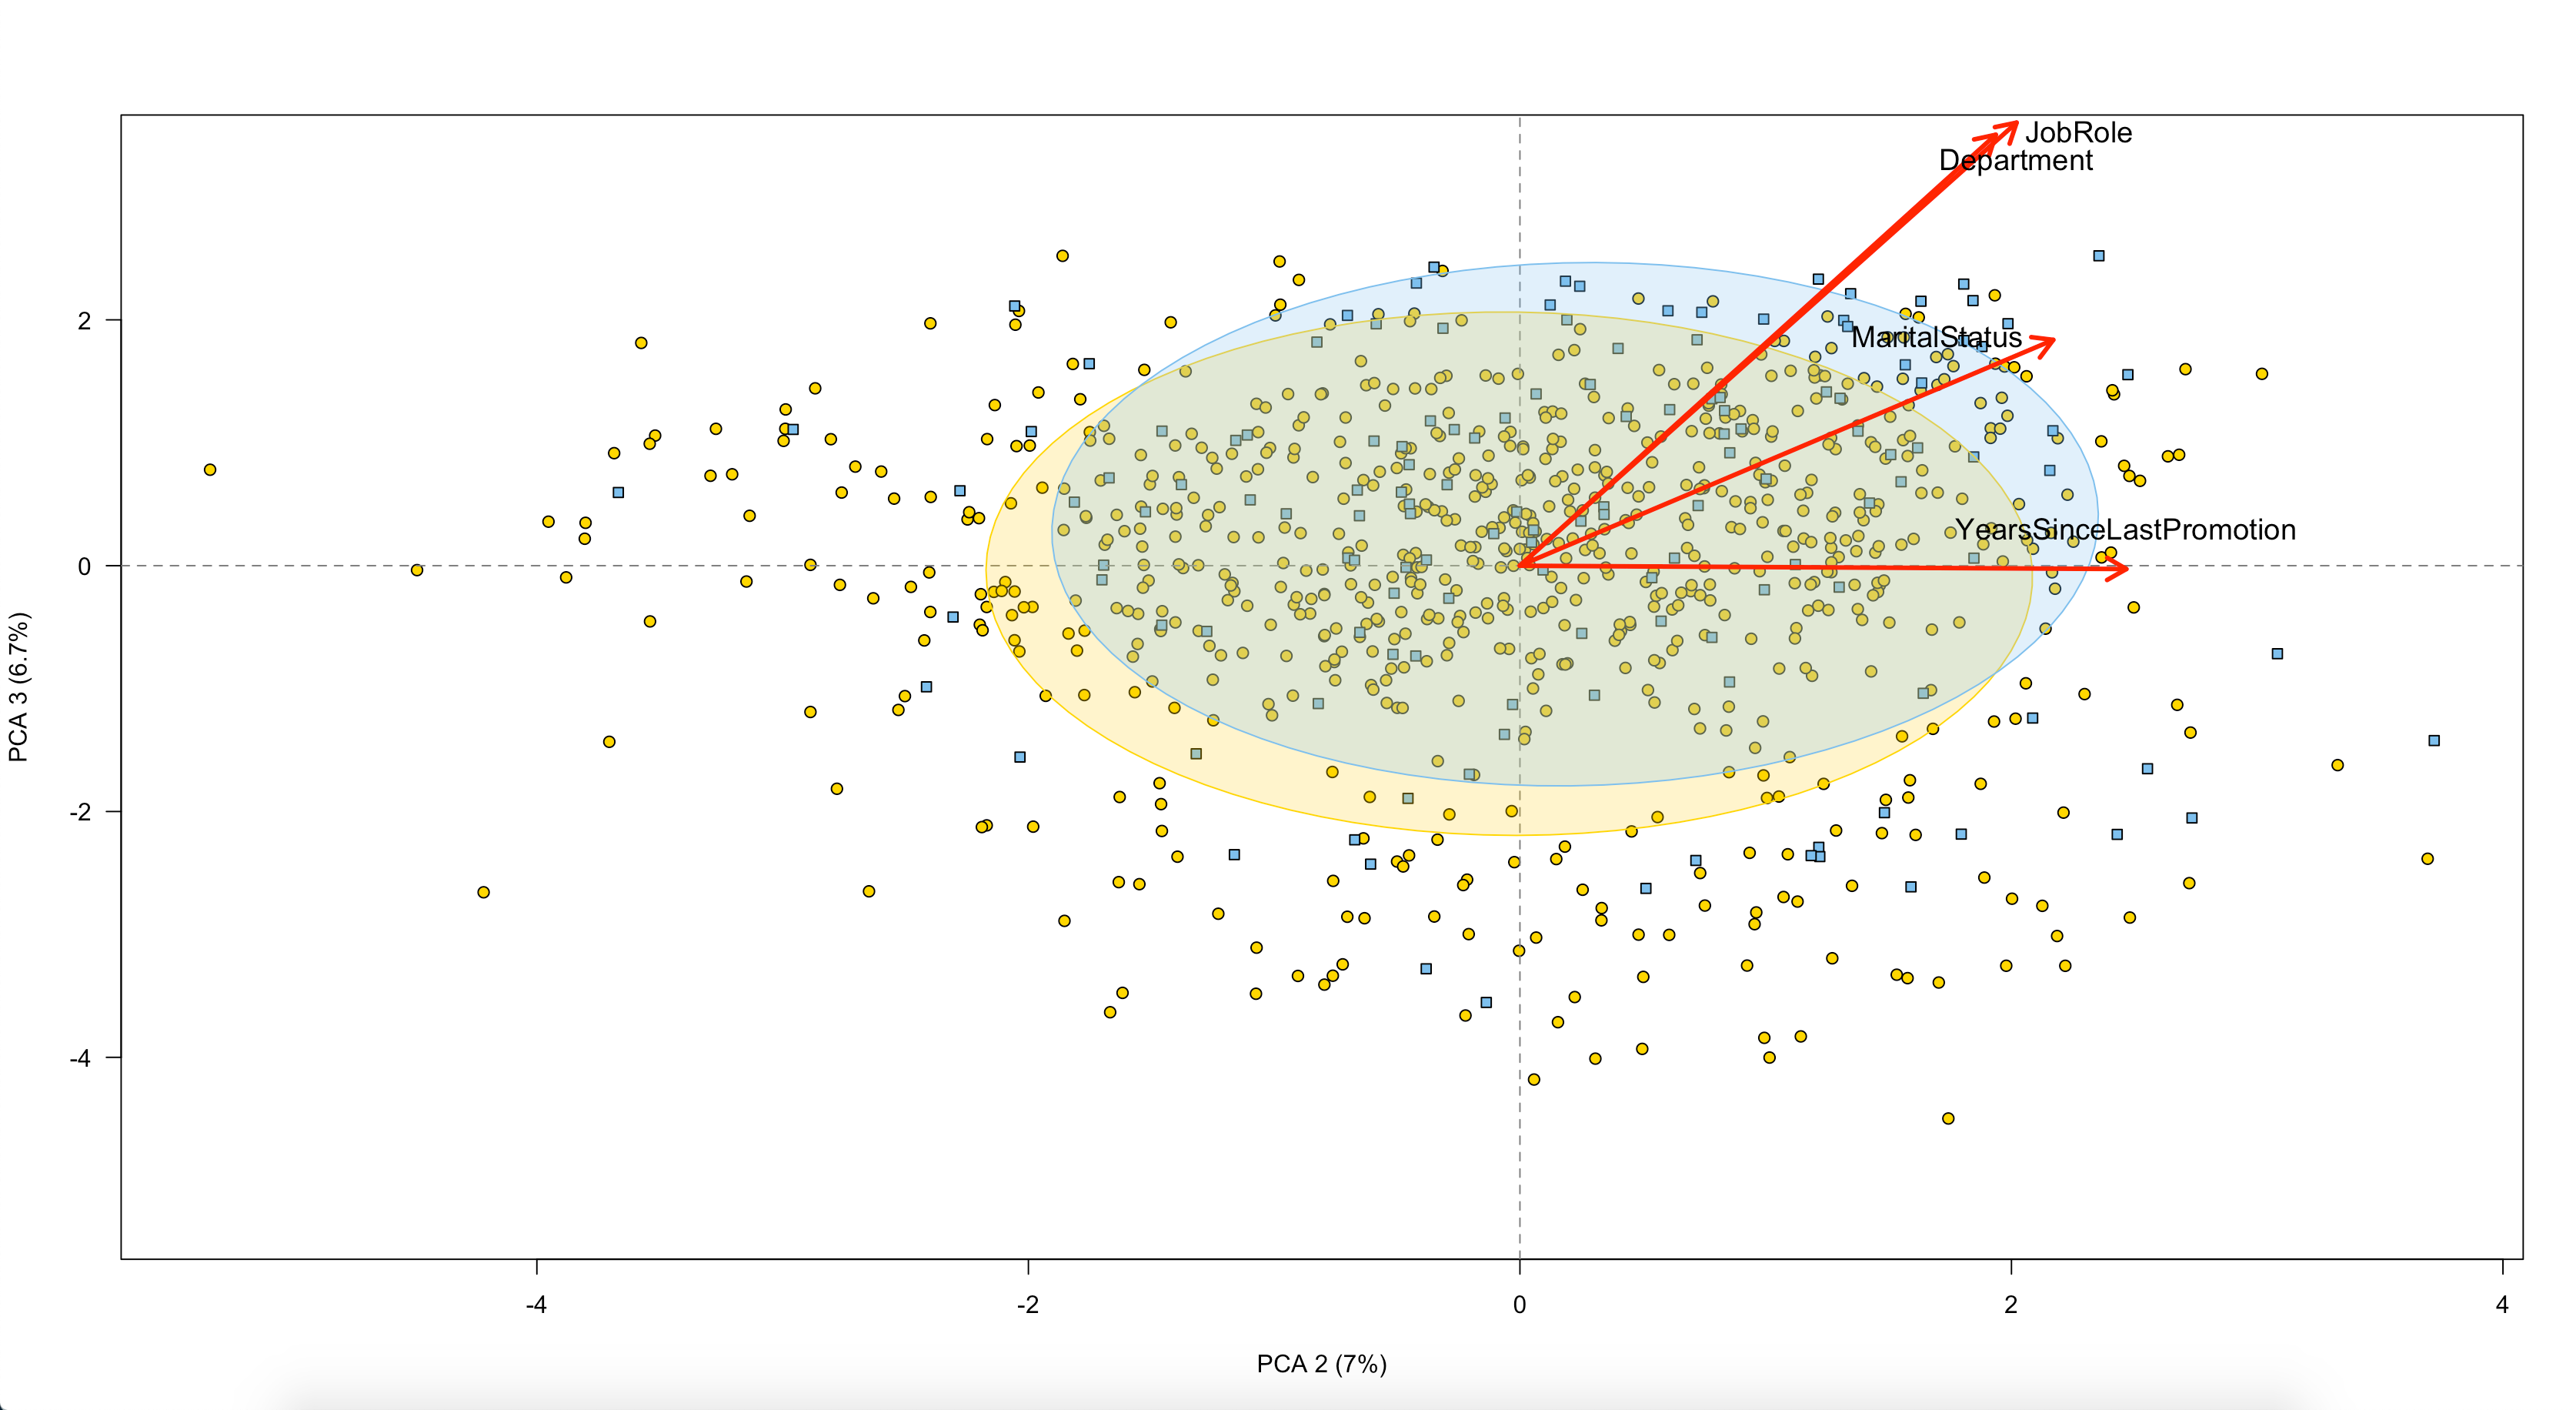 JobRole
Department
MaritalStatus
YearsSinceLastPromotion
2
0
-2
-4
PCA 3 (6.7%)
-4
-2
0
2
4
PCA 2 (7%)